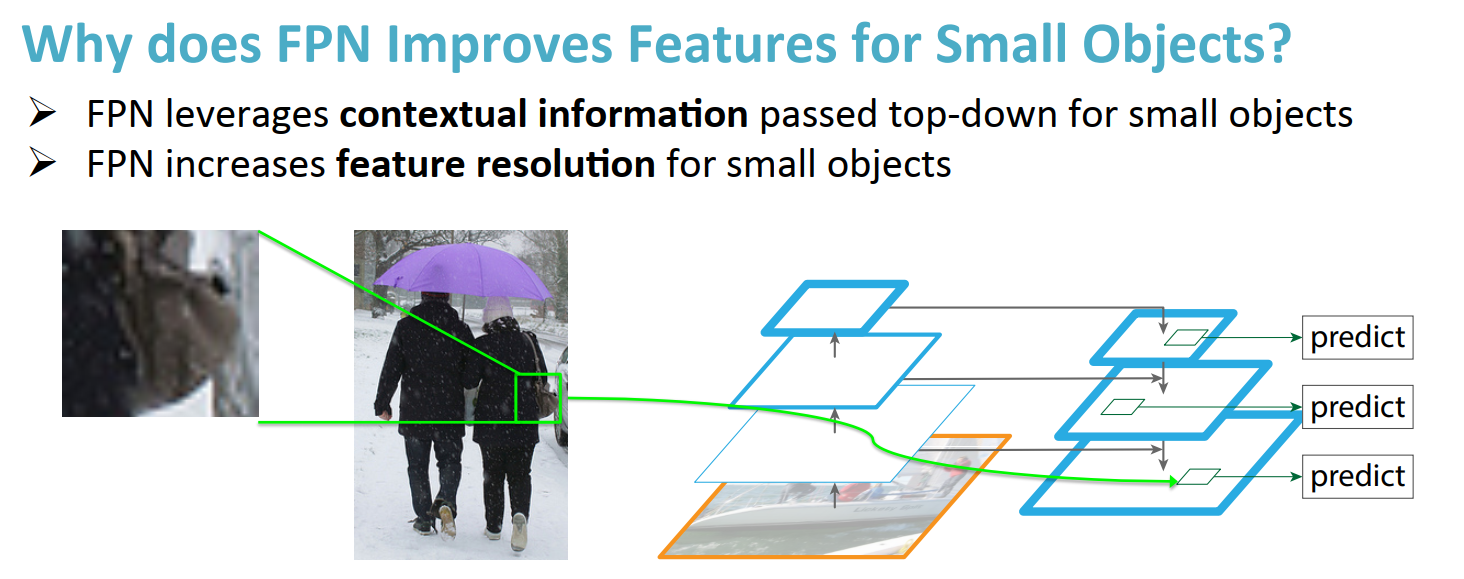 Why does FPN Improves Features for Small Objects?
➢ FPN leverages contextual information passed top-down for small objects
➢ FPN increases feature resolution for small objects
predict
predict
predict